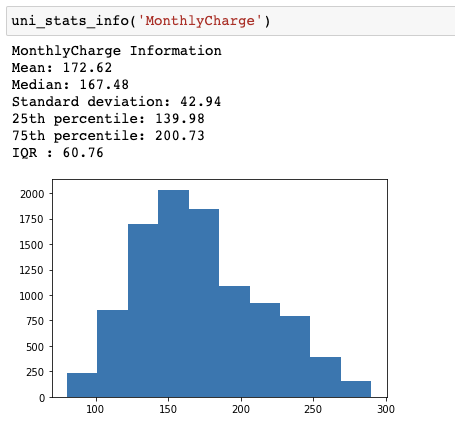 uni_stats_info('MonthlyCharge')
MonthlyCharge Information
Mean: 172.62
Median: 167.48
Standard deviation: 42.94
25th percentile: 139.98
75th percentile: 200.73
IQR : 60.76
2000
1750
1500
1250
1000
750
500
250
0
100 150 200 250 300